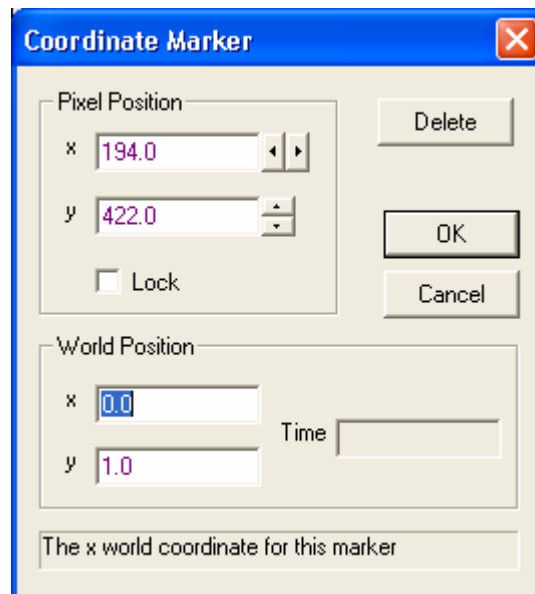 Coordinate Marker
Pixel Position
x 194.0
Delete
y 422.0
OK
Lock
Cancel
World Position
x 0.0
Time
y 1.0
The x world coordinate for this marker